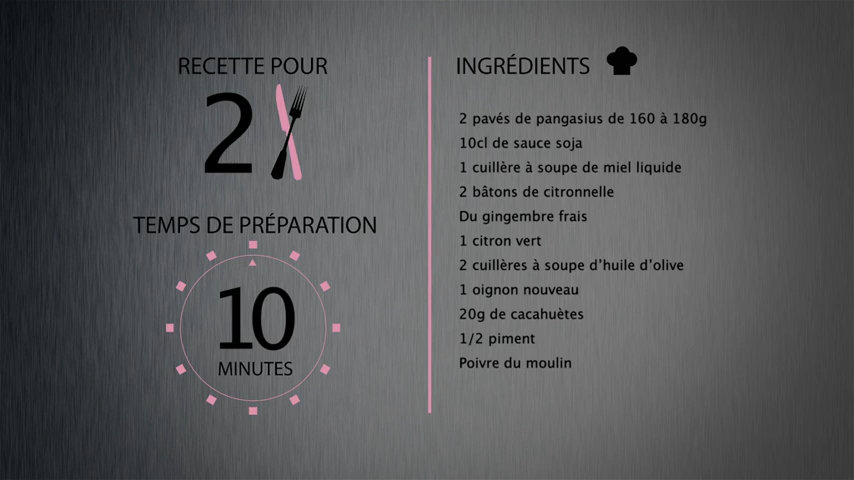 RECETTE POUR
2
TEMPS DE PRÉPARATION
10
MINUTES
INGRÉDIENTS
2 pavés de pangasius de 160 à 180g
10cl de sauce soja
1 cuillère à soupe de miel liquide
2 bâtons de citronnelle
Du gingembre frais
1 citron vert
2 cuillères à soupe d'huile d'olive
1 oignon nouveau
20g de cacahuètes
1/2 piment
Poivre du moulin